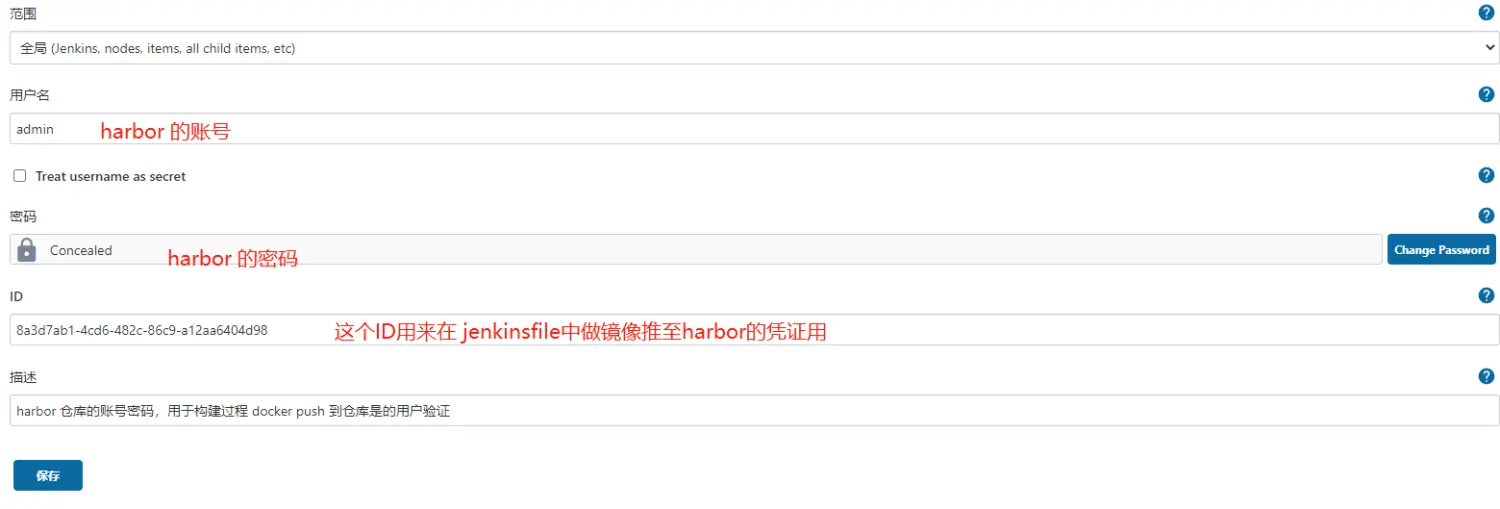 范围
全局 (Jenkins, nodes, items, all child items, etc)
用户名
admin harbor 的账号
Treat username as secret
密码
Concealed harbor 的密码 Change Password
ID
8a3d7ab1-4cd6-482c-86c9-a12aa6404d98 这个ID用来在 jenkinsfile中做镜像推至harbor的凭证用
描述
harbor 仓库的账号密码，用于构建过程 docker push 到仓库是的用户验证
保存